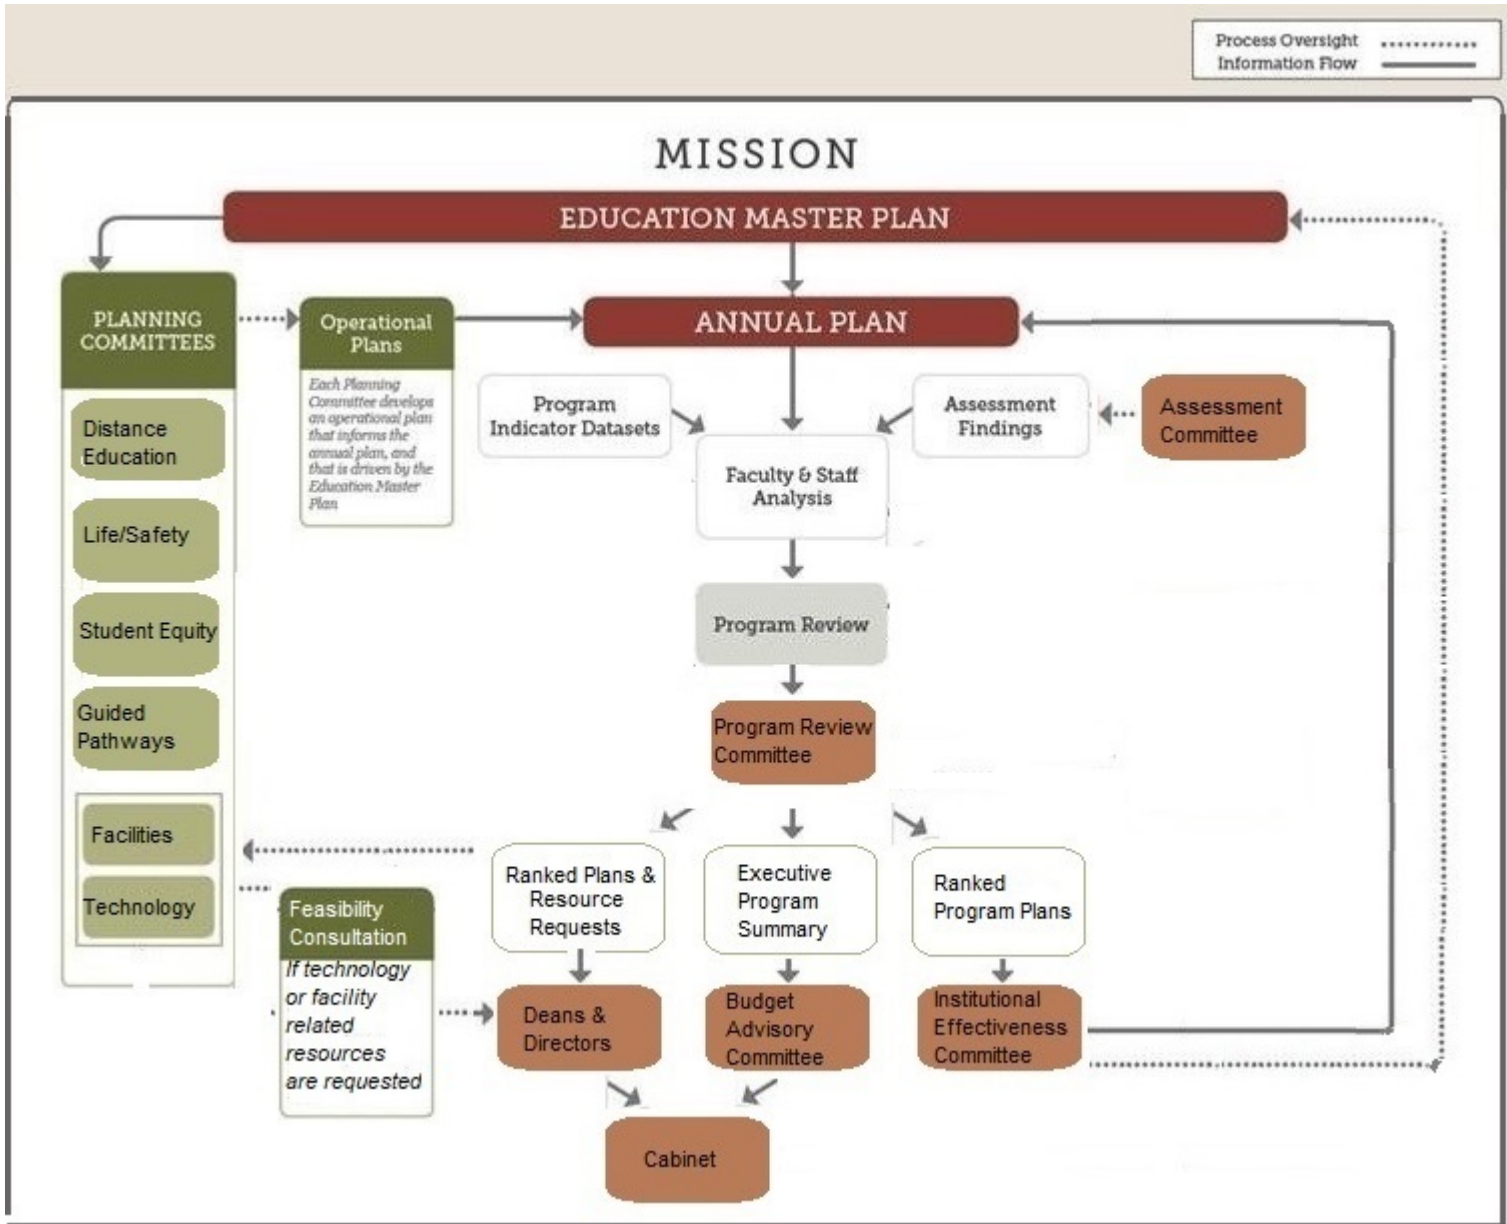 Process Oversight
Information Flow
MISSION
EDUCATION MASTER PLAN
PLANNING
COMMITTEES
Operational
Plans
Each Planning
Committee develops
an operational plan
that informs the
annual plan, and
that is driven by the
Education Master
Plan
ANNUAL PLAN
Program
Indicator Datasets
Assessment
Findings
Assessment
Committee
Distance
Education
Life/Safety
Student Equity
Guided
Pathways
Facilities
Technology
Faculty & Staff
Analysis
Program Review
Program Review
Committee
Feasibility
Consultation
If technology
or facility
related
resources
are requested
Ranked Plans &
Resource
Requests
Executive
Program
Summary
Ranked
Program Plans
Deans &
Directors
Budget
Advisory
Committee
Institutional
Effectiveness
Committee
Cabinet